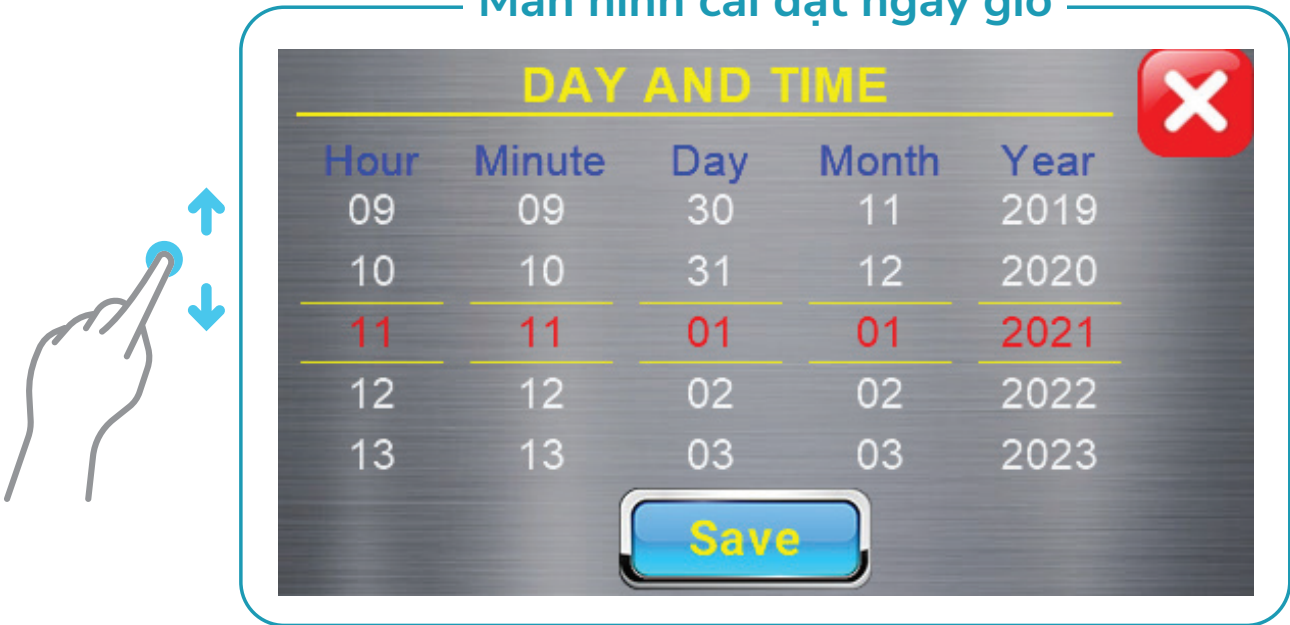 Màn hình cài đặt ngày giờ
DAY AND TIME
Hour Minute Day Month Year
09 09 30 11 2019
10 10 31 12 2020
11 11 01 01 2021
12 12 02 02 2022
13 13 03 03 2023
Save